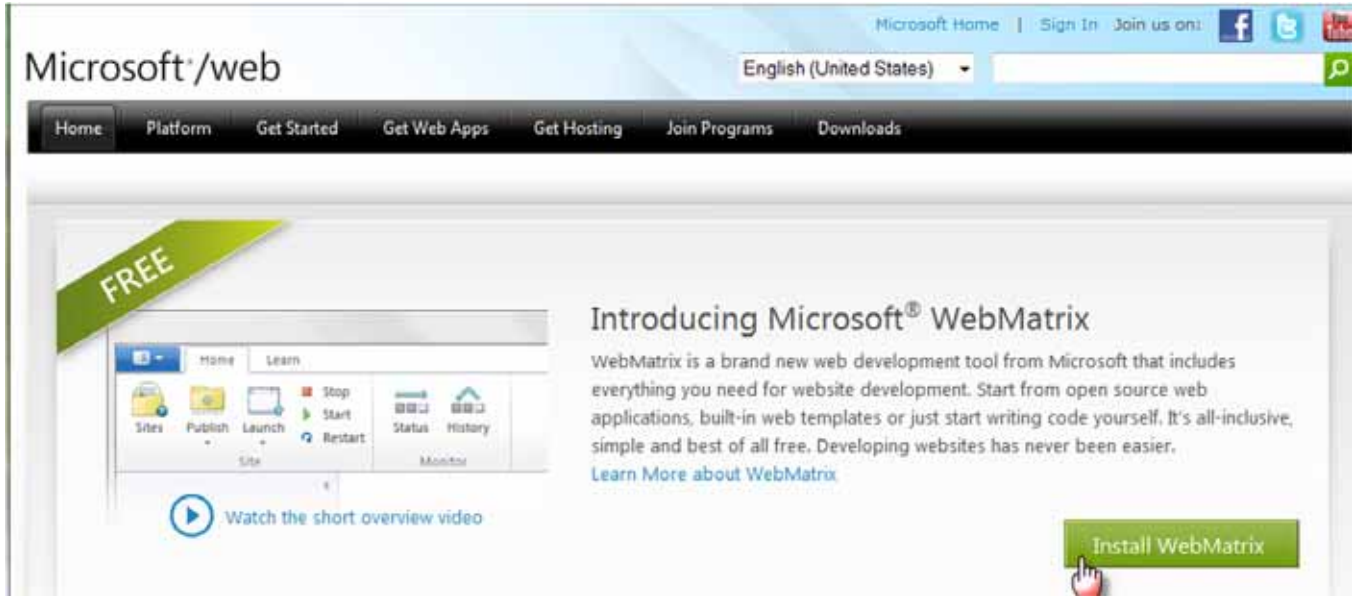 Microsoft Home | Sign In Join us on:
Microsoft/web
English (United States)
Home Platform Get Started Get Web Apps Get Hosting Join Programs Downloads
FREE
Introducing Microsoft® WebMatrix
WebMatrix is a brand new web development tool from Microsoft that includes
everything you need for website development. Start from open source web
applications, built-in web templates or just start writing code yourself. It's all-inclusive,
simple and best of all free. Developing websites has never been easier.
Learn More about WebMatrix
Home Learn
Sites Publish Launch Stop Start Restart Status History
Site Monitor
Watch the short overview video
Install WebMatrix